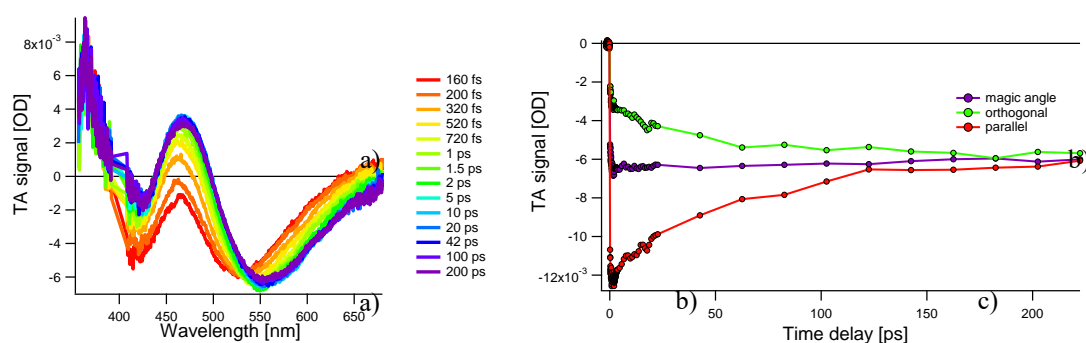 8x10⁻³
6
4
2
0
-2
-4
-6
TA signal [OD]
400 450 500 550 600 650
Wavelength [nm]
a)
a)
160 fs
200 fs
320 fs
520 fs
720 fs
1 ps
1.5 ps
2 ps
5 ps
10 ps
20 ps
42 ps
100 ps
200 ps
0
-2
-4
-6
-8
-10
-12x10⁻³
TA signal [OD]
magic angle
orthogonal
parallel
b) c)
0 50 100 150 200
Time delay [ps]